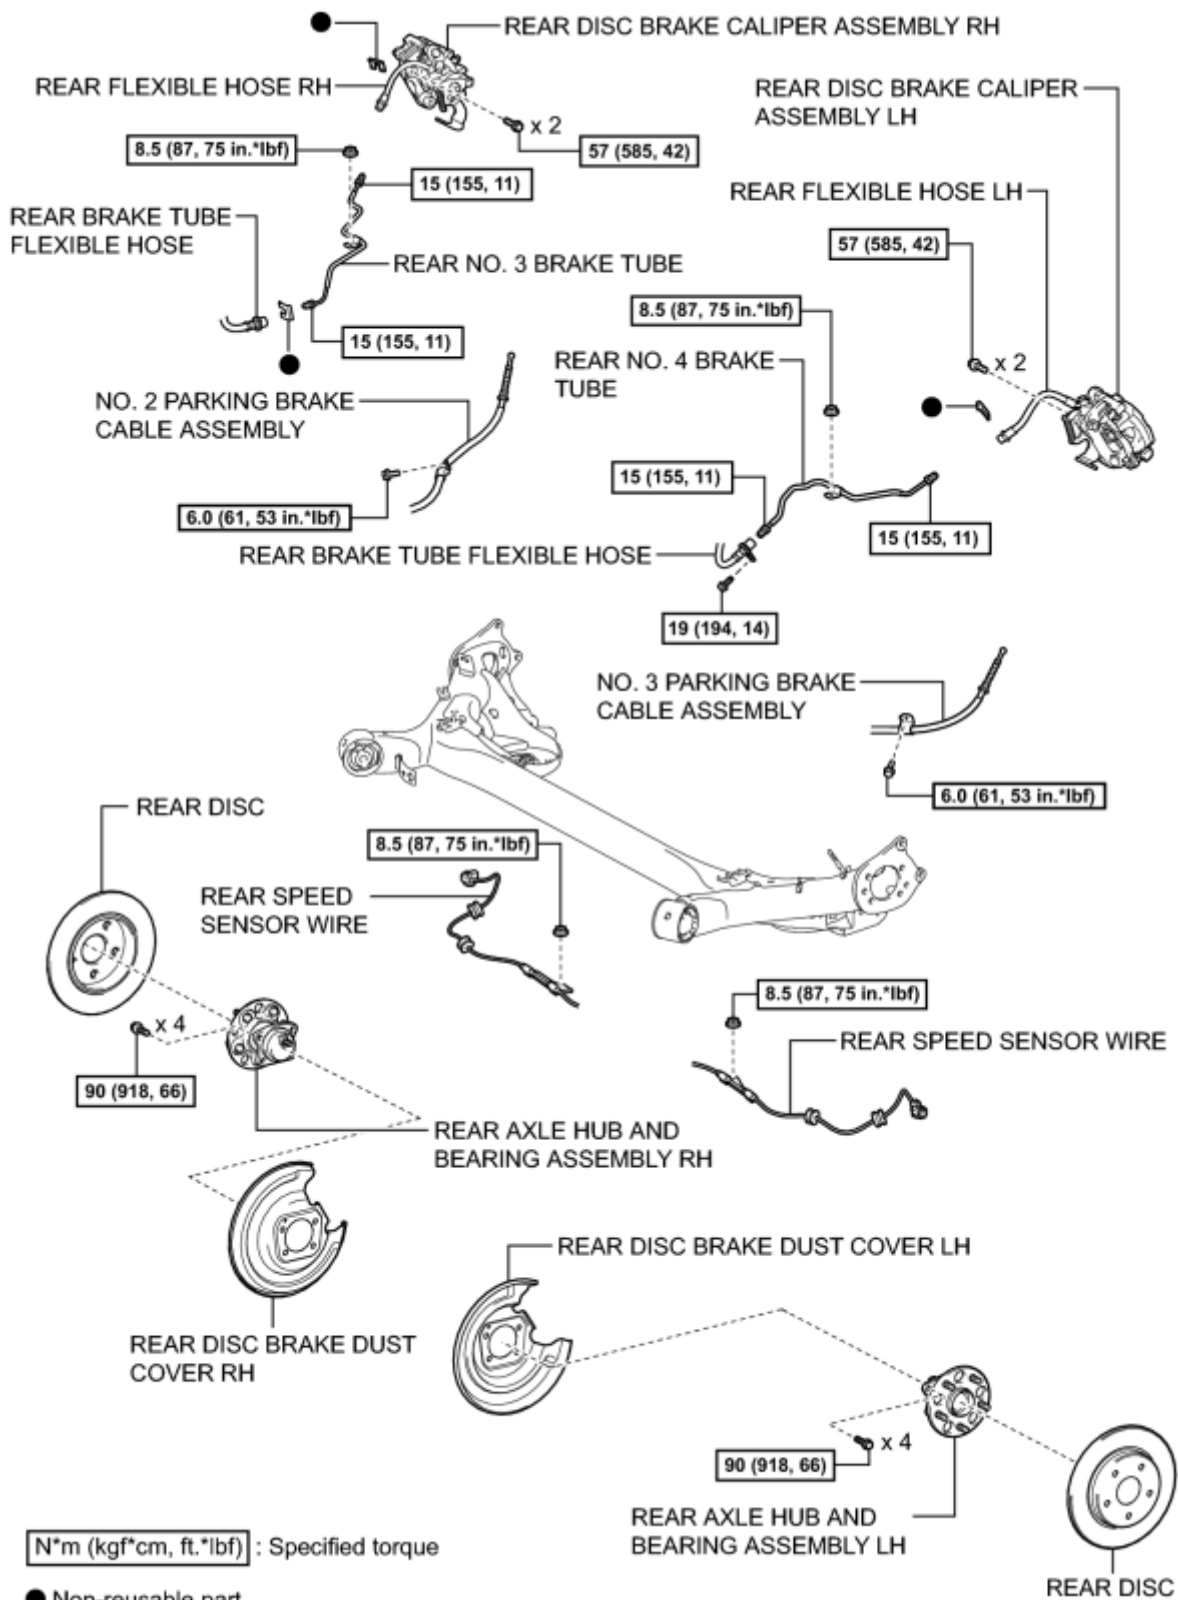 REAR DISC BRAKE CALIPER ASSEMBLY RH
REAR FLEXIBLE HOSE RH
REAR DISC BRAKE CALIPER
ASSEMBLY LH
x 2
8.5 (87, 75 in.*lbf)
57 (585, 42)
15 (155, 11)
REAR FLEXIBLE HOSE LH
REAR BRAKE TUBE
FLEXIBLE HOSE
57 (585, 42)
REAR NO. 3 BRAKE TUBE
8.5 (87, 75 in.*lbf)
15 (155, 11)
REAR NO. 4 BRAKE
TUBE
x 2
NO. 2 PARKING BRAKE
CABLE ASSEMBLY
15 (155, 11)
6.0 (61, 53 in.*lbf)
15 (155, 11)
REAR BRAKE TUBE FLEXIBLE HOSE
19 (194, 14)
NO. 3 PARKING BRAKE
CABLE ASSEMBLY
6.0 (61, 53 in.*lbf)
REAR DISC
8.5 (87, 75 in.*lbf)
REAR SPEED
SENSOR WIRE
8.5 (87, 75 in.*lbf)
x 4
REAR SPEED SENSOR WIRE
90 (918, 66)
REAR AXLE HUB AND
BEARING ASSEMBLY RH
REAR DISC BRAKE DUST COVER LH
REAR DISC BRAKE DUST
COVER RH
x 4
90 (918, 66)
REAR AXLE HUB AND
BEARING ASSEMBLY LH
N*m (kgf*cm, ft.*lbf) : Specified torque
REAR DISC
Non-reusable part